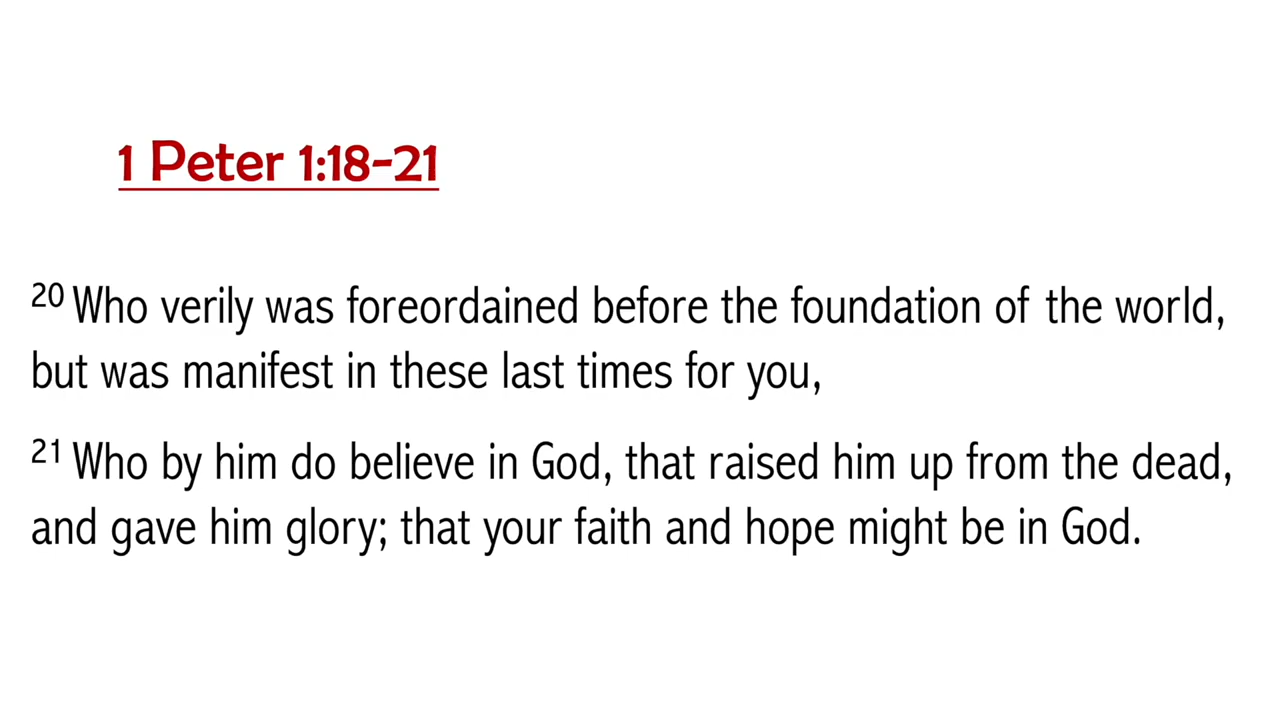 1 Peter 1:18-21
20 Who verily was foreordained before the foundation of the world,
but was manifest in these last times for you,
21 Who by him do believe in God, that raised him up from the dead,
and gave him glory; that your faith and hope might be in God.